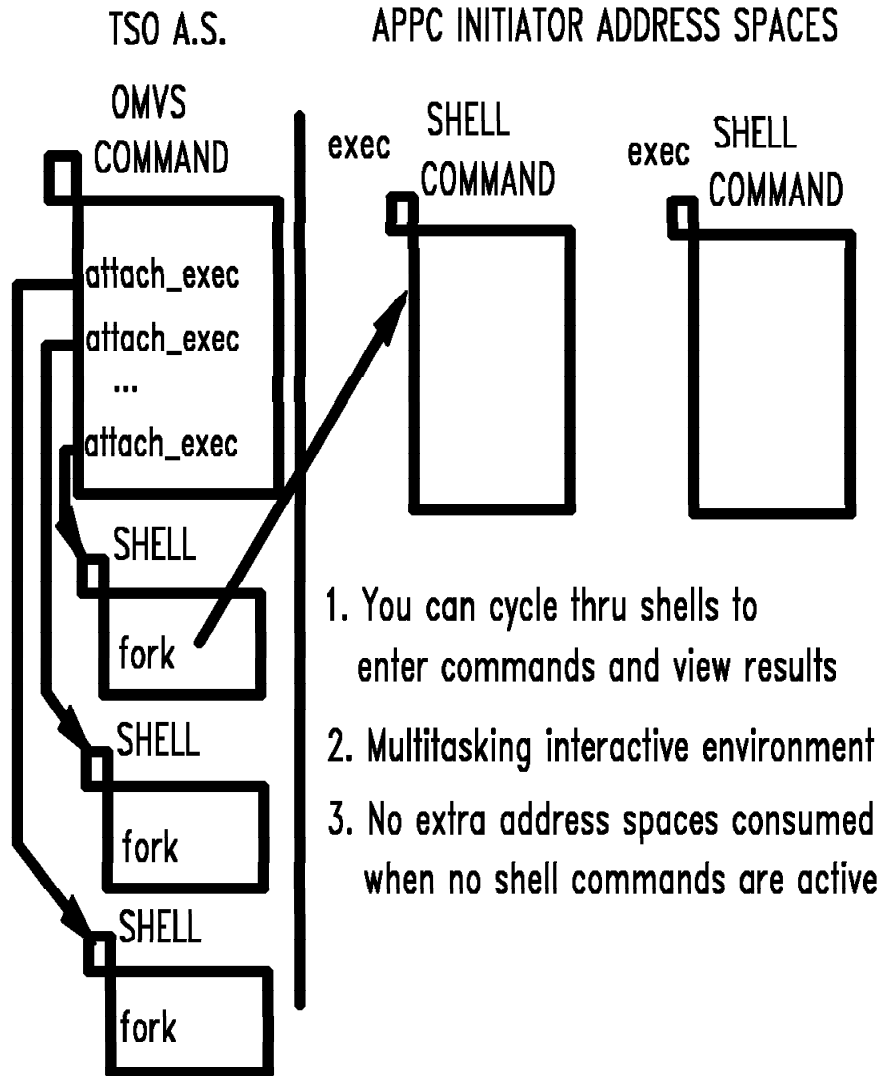 TSO A.S.
APPC INITIATOR ADDRESS SPACES
OMVS
COMMAND
attach_exec
attach_exec
...
attach_exec
SHELL
fork
SHELL
fork
SHELL
fork
exec
SHELL
COMMAND
exec
SHELL
COMMAND
1. You can cycle thru shells to
enter commands and view results
2. Multitasking interactive environment
3. No extra address spaces consumed
when no shell commands are active